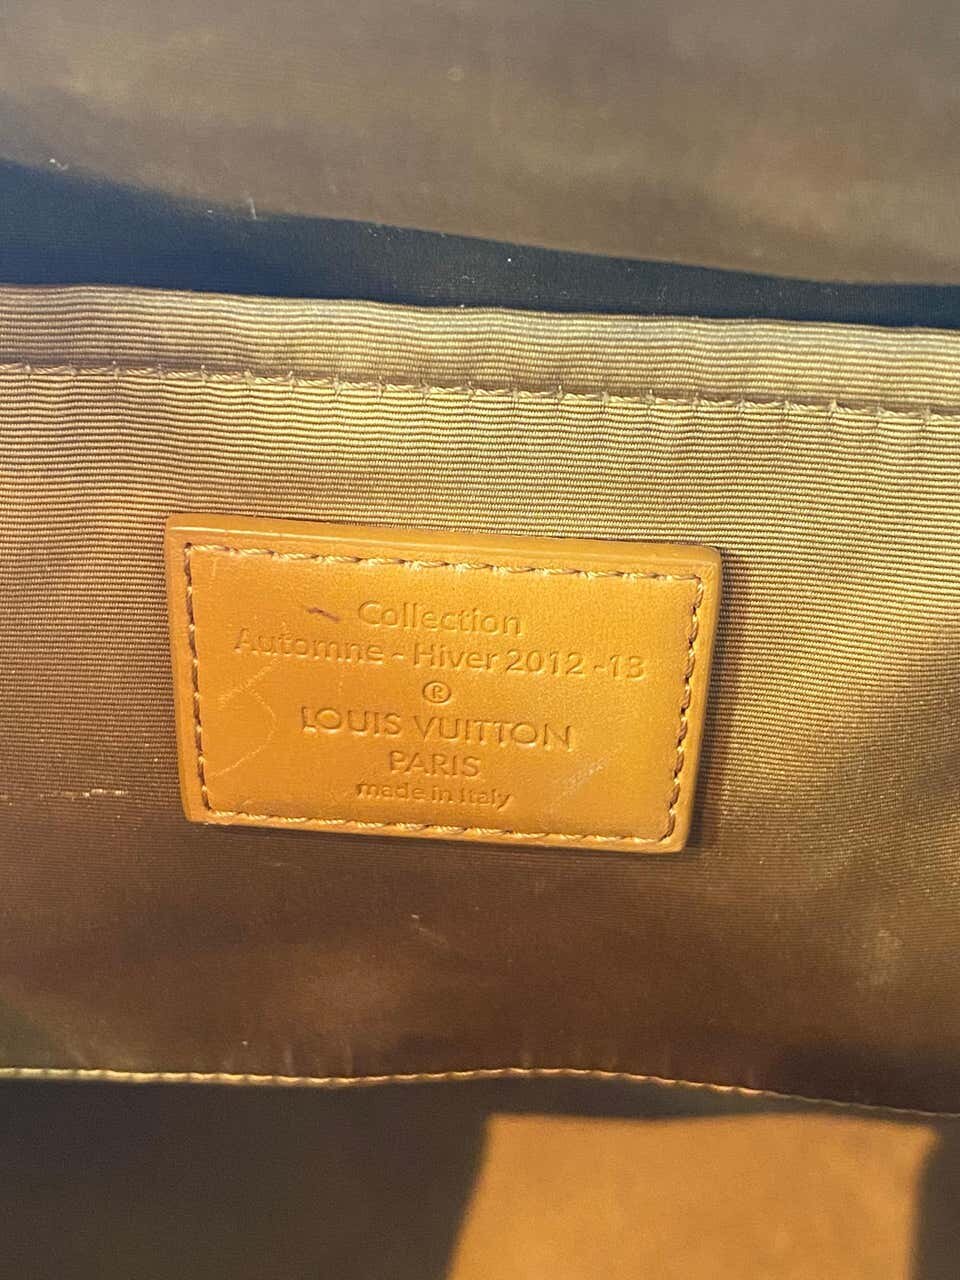 Collection
Automne - Hiver 2012 -13
®
LOUIS VUITTON
PARIS
made in Italy